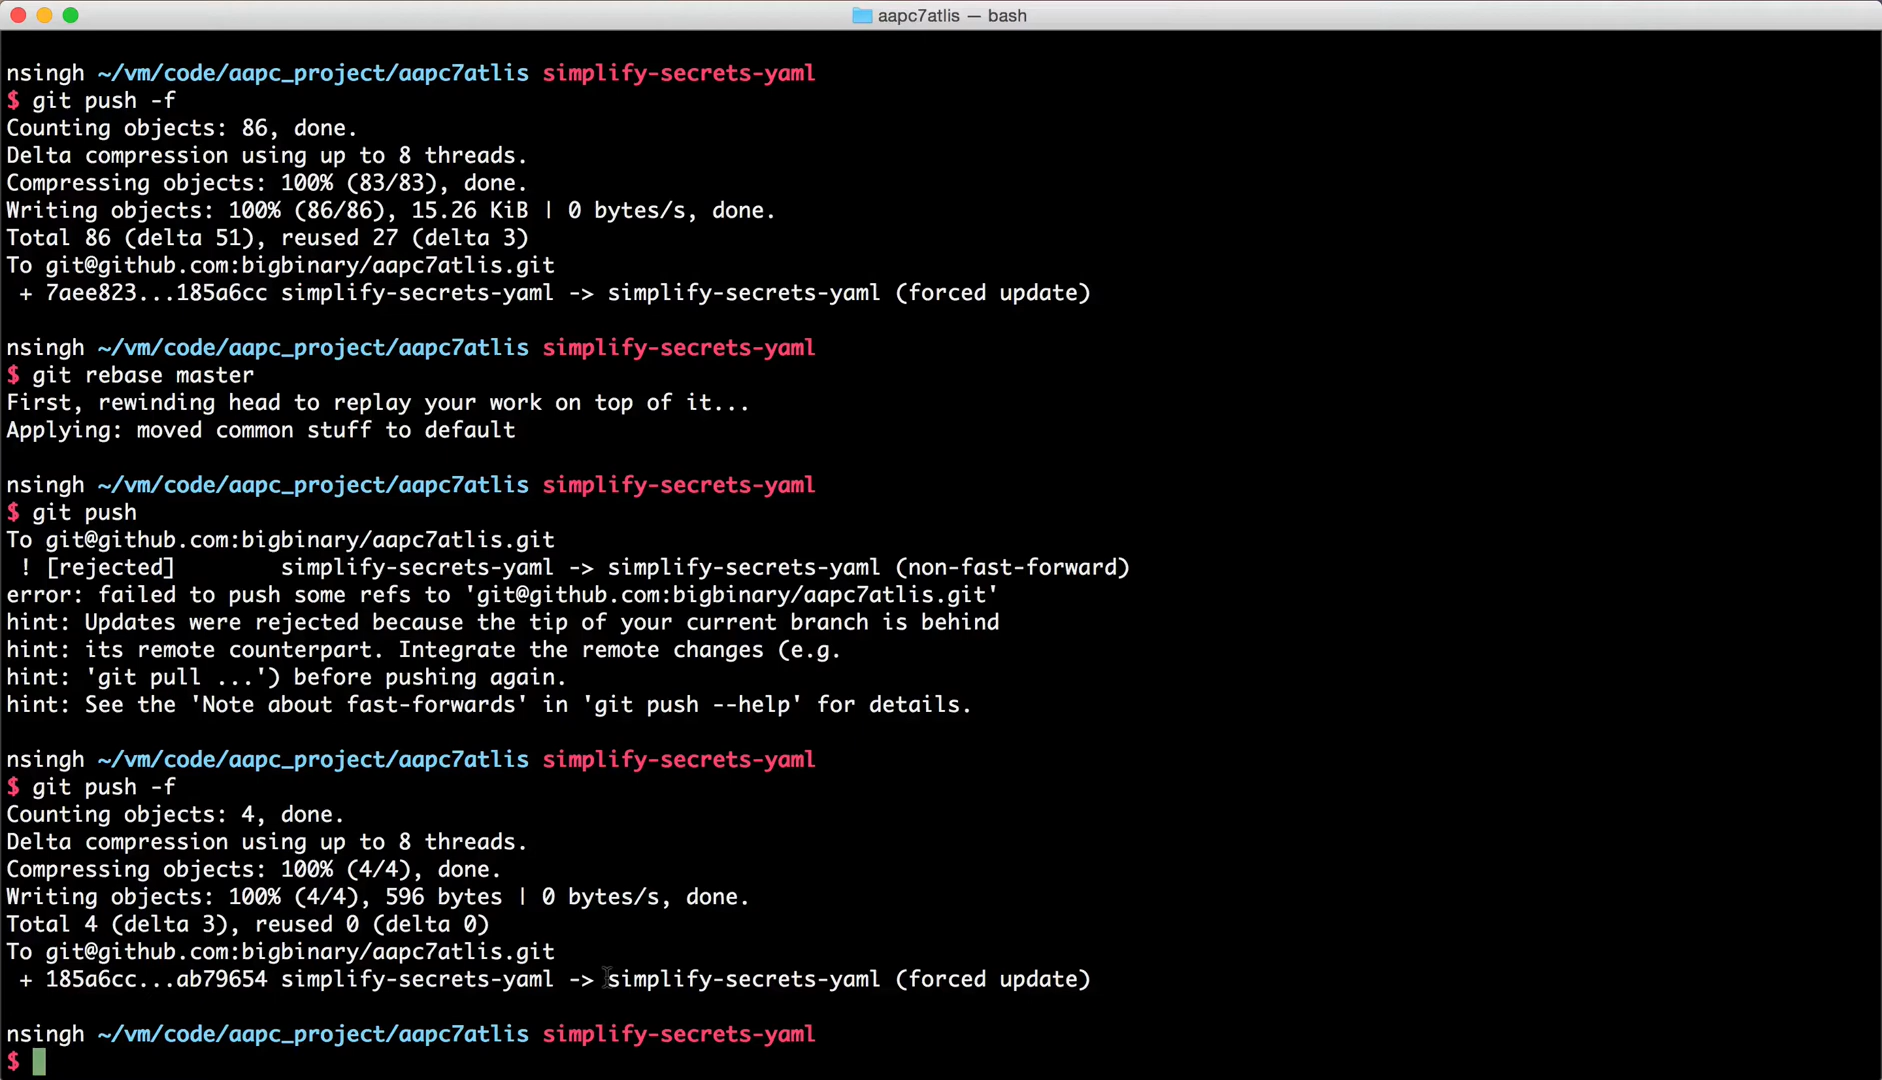 aapc7atlis — bash
nsingh ~/vm/code/aapc_project/aapc7atlis simplify-secrets-yaml
$ git push -f
Counting objects: 86, done.
Delta compression using up to 8 threads.
Compressing objects: 100% (83/83), done.
Writing objects: 100% (86/86), 15.26 KiB | 0 bytes/s, done.
Total 86 (delta 51), reused 27 (delta 3)
To git@github.com:bigbinary/aapc7atlis.git
 + 7aee823...185a6cc simplify-secrets-yaml -> simplify-secrets-yaml (forced update)
nsingh ~/vm/code/aapc_project/aapc7atlis simplify-secrets-yaml
$ git rebase master
First, rewinding head to replay your work on top of it...
Applying: moved common stuff to default
nsingh ~/vm/code/aapc_project/aapc7atlis simplify-secrets-yaml
$ git push
To git@github.com:bigbinary/aapc7atlis.git
 ! [rejected]        simplify-secrets-yaml -> simplify-secrets-yaml (non-fast-forward)
error: failed to push some refs to 'git@github.com:bigbinary/aapc7atlis.git'
hint: Updates were rejected because the tip of your current branch is behind
hint: its remote counterpart. Integrate the remote changes (e.g.
hint: 'git pull ...') before pushing again.
hint: See the 'Note about fast-forwards' in 'git push --help' for details.
nsingh ~/vm/code/aapc_project/aapc7atlis simplify-secrets-yaml
$ git push -f
Counting objects: 4, done.
Delta compression using up to 8 threads.
Compressing objects: 100% (4/4), done.
Writing objects: 100% (4/4), 596 bytes | 0 bytes/s, done.
Total 4 (delta 3), reused 0 (delta 0)
To git@github.com:bigbinary/aapc7atlis.git
 + 185a6cc...ab79654 simplify-secrets-yaml -> simplify-secrets-yaml (forced update)
nsingh ~/vm/code/aapc_project/aapc7atlis simplify-secrets-yaml
$